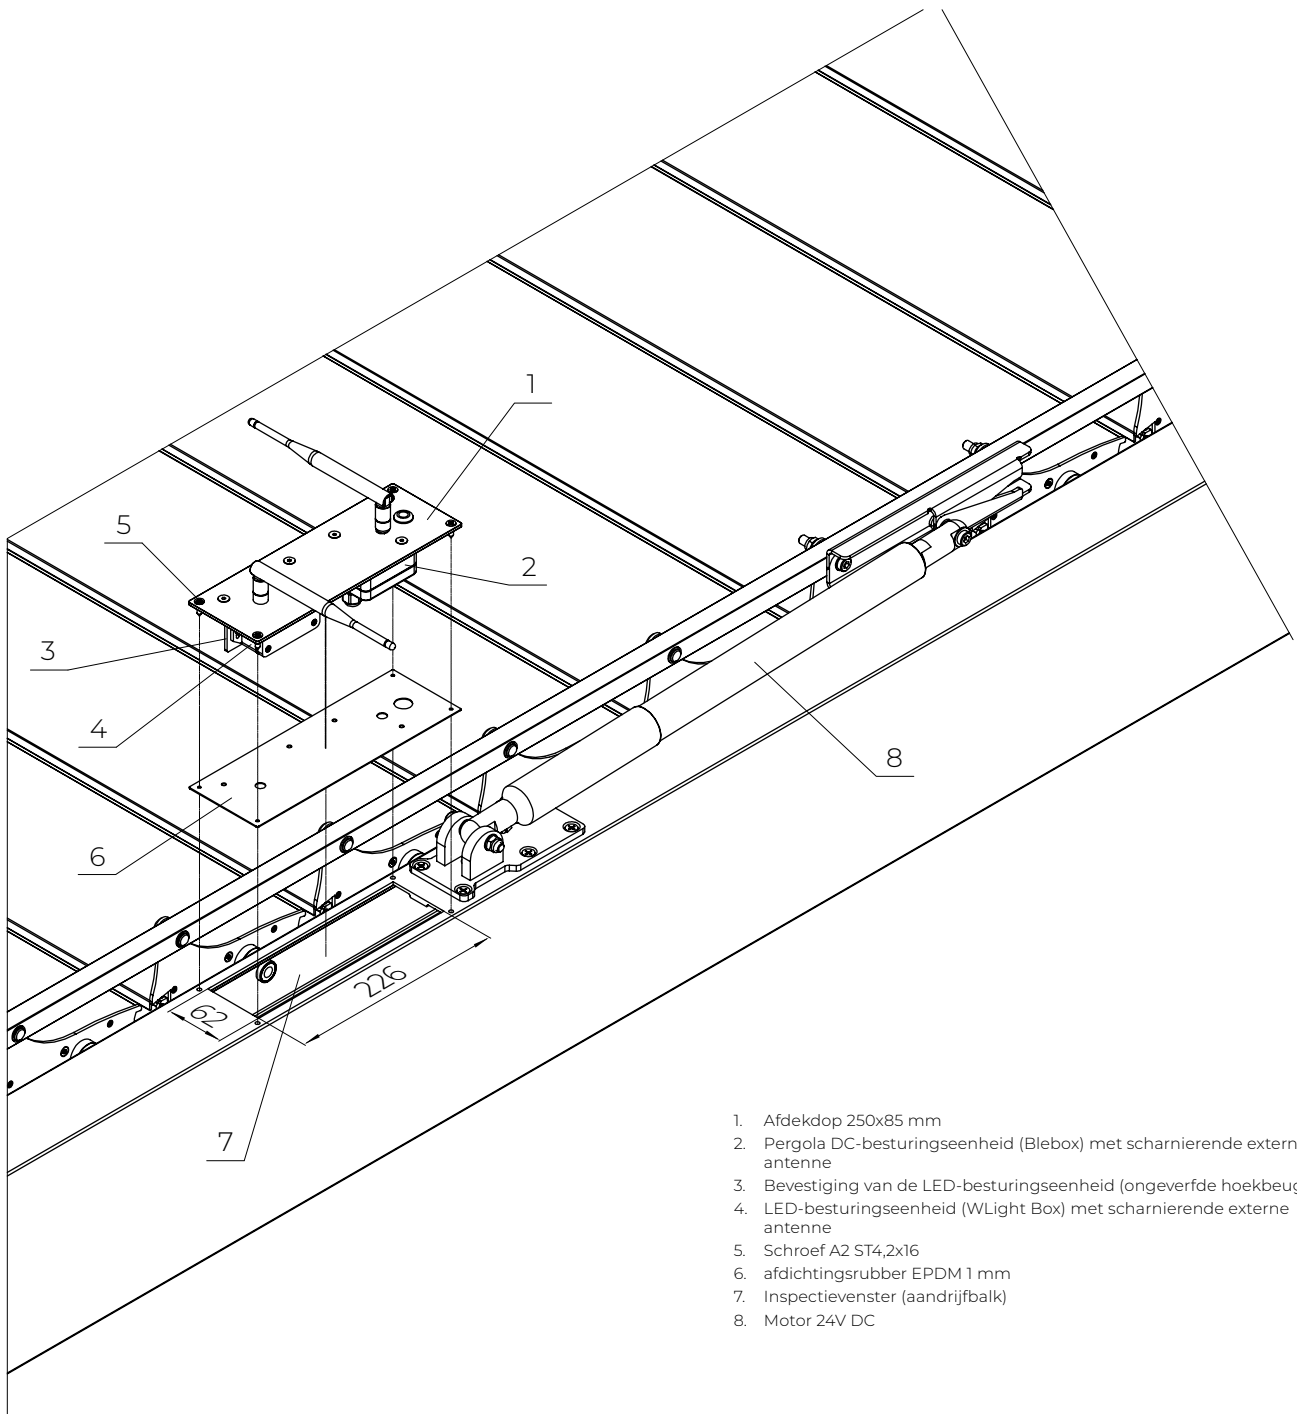 1
5
2
3
4
8
6
226
62
7
1. Afdekdop 250x85 mm
2. Pergola DC-besturingseenheid (Blebox) met scharnierende extern
antenne
3. Bevestiging van de LED-besturingseenheid (ongeverfde hoekbeug
4. LED-besturingseenheid (WLight Box) met scharnierende externe
antenne
5. Schroef A2 ST4,2x16
6. afdichtingsrubber EPDM 1 mm
7. Inspectievenster (aandrijfbalk)
8. Motor 24V DC